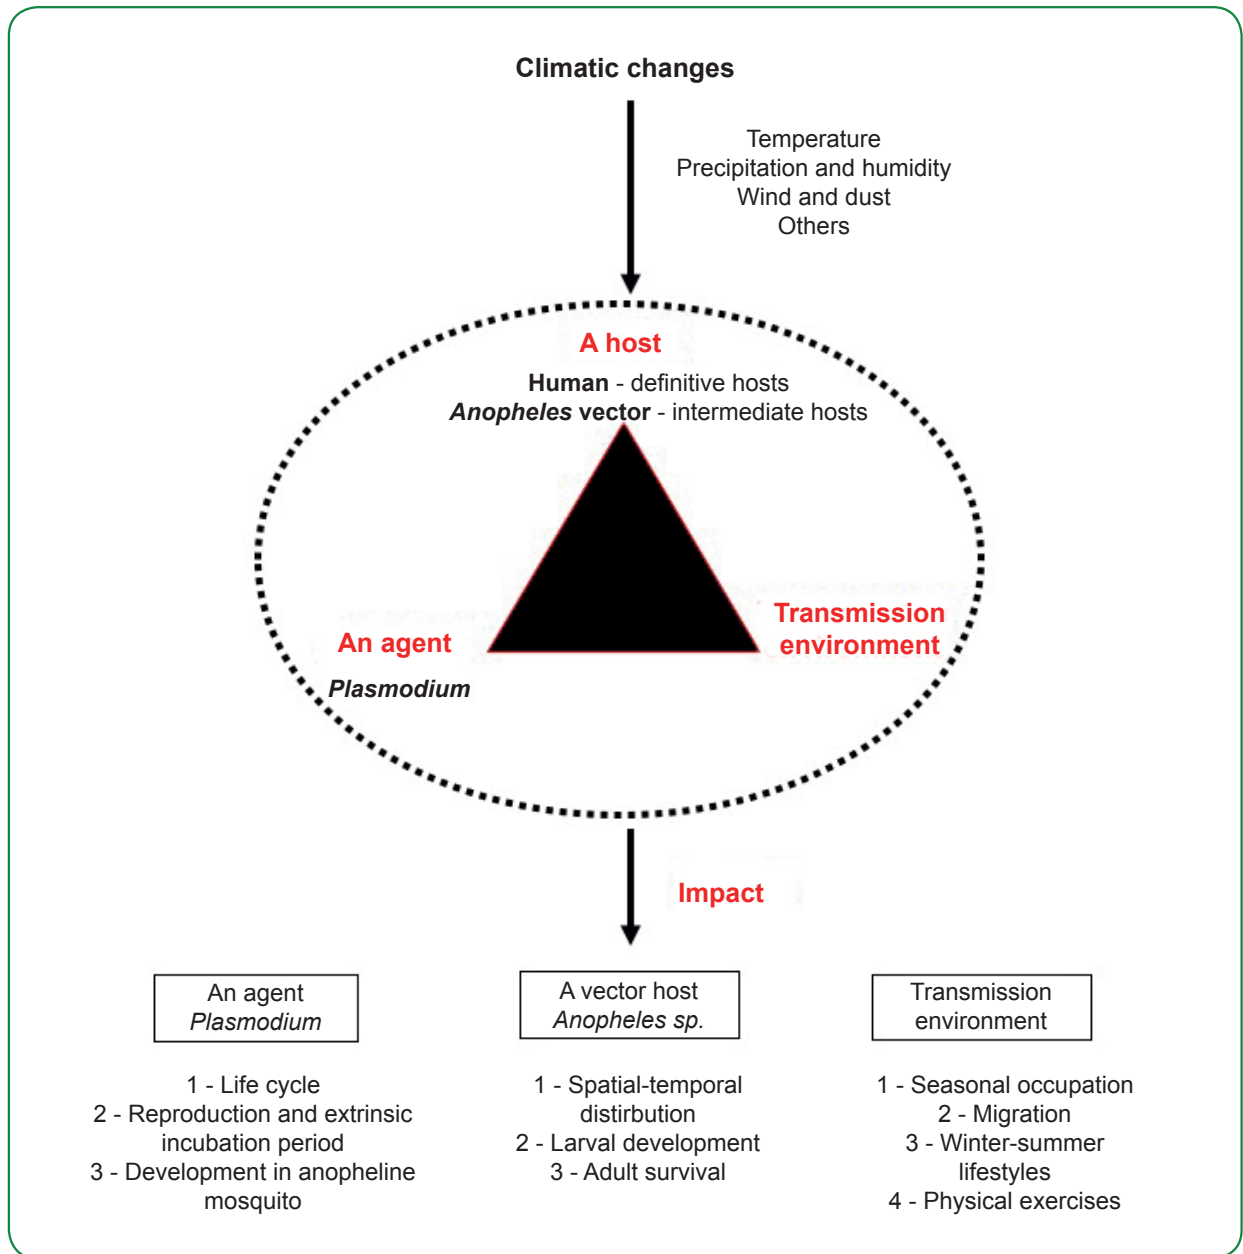 Climatic changes
Temperature
Precipitation and humidity
Wind and dust
Others
A host
Human - definitive hosts
Anopheles vector - intermediate hosts
An agent
Plasmodium
Transmission
environment
Impact
An agent
Plasmodium
1 - Life cycle
2 - Reproduction and extrinsic
incubation period
3 - Development in anopheline
mosquito
A vector host
Anopheles sp.
1 - Spatial-temporal
distirbution
2 - Larval development
3 - Adult survival
Transmission
environment
1 - Seasonal occupation
2 - Migration
3 - Winter-summer
lifestyles
4 - Physical exercises